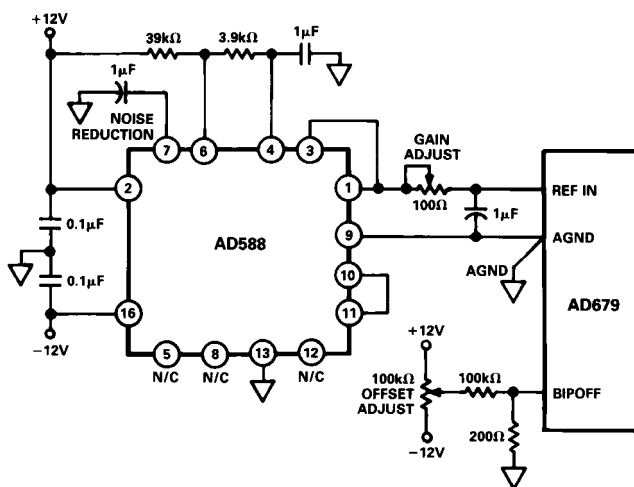 +12V
39kΩ
3.9kΩ
1μF
1μF
NOISE
REDUCTION
7
6
4
3
GAIN
ADJUST
2
1
100Ω
REF IN
1μF
0.1μF
AD588
9
AGND
AGND
0.1μF
10
AD679
16
11
-12V
5
8
13
12
N/C
N/C
N/C
+12V
100kΩ
OFFSET
ADJUST
100kΩ
BIPOFF
200Ω
-12V